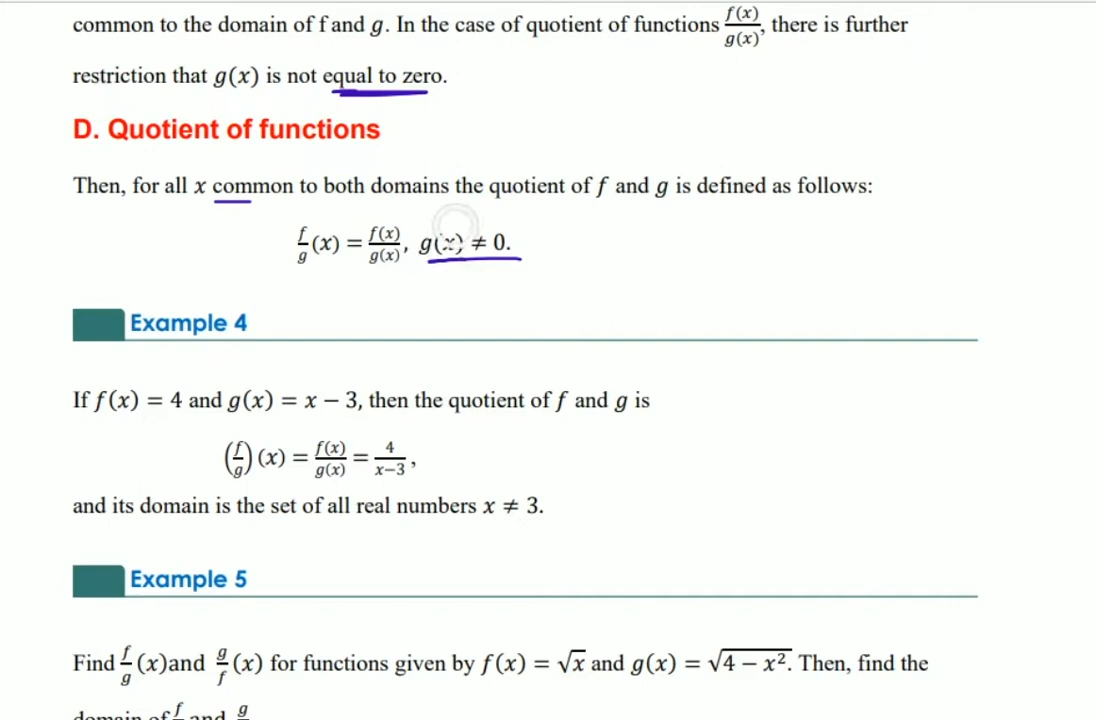 common to the domain of f and g. In the case of quotient of functions f(x)/g(x), there is further
restriction that g(x) is not equal to zero.
D. Quotient of functions
Then, for all x common to both domains the quotient of f and g is defined as follows:
f/g (x) = f(x)/g(x), g(x) ≠ 0.
Example 4
If f(x) = 4 and g(x) = x − 3, then the quotient of f and g is
(f/g)(x) = f(x)/g(x) = 4/(x−3),
and its domain is the set of all real numbers x ≠ 3.
Example 5
Find f/g (x)and g/f (x) for functions given by f(x) = √x and g(x) = √(4 − x²). Then, find the
domain of f/g and g/